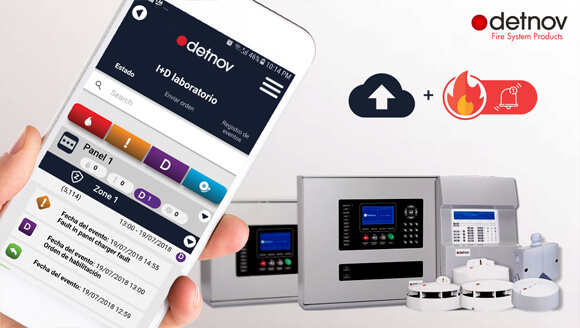 46% 10:14 PM
detnov
Estado
I+D laboratorio
Enviar orden
Registro de
eventos
Search
D
Panel 1
0
0
D 1
0
Zone 1
(5,114)
13:00 - 19/07/2018
Fault in panel charger fault
Fecha del evento: 19/07/2018 14:55
D
D
Orden de habilitación
Fecha del evento: 19/07/2018 13:00
Fecha del evento: 19/07/2018 12:59
detnov
Fire System Products
+